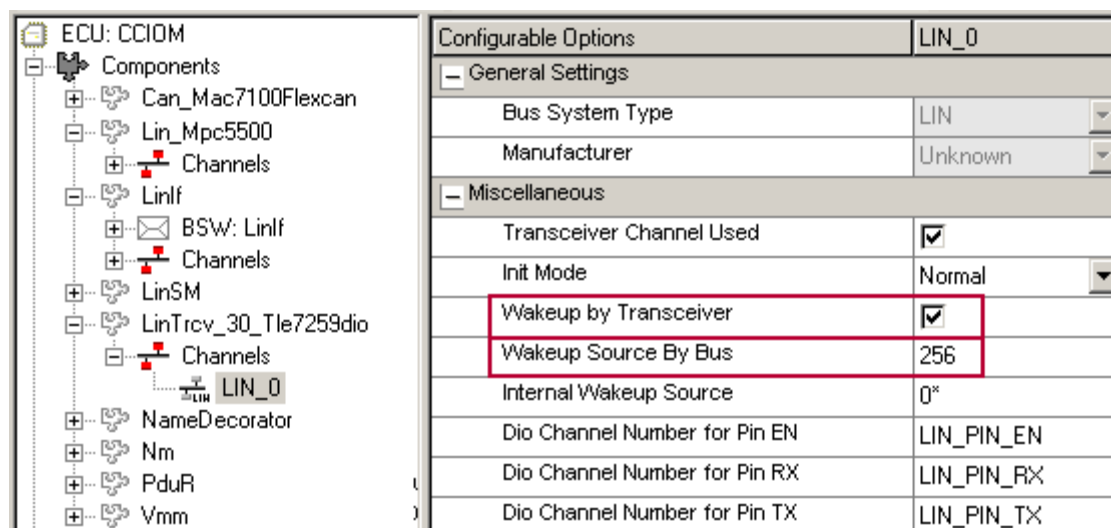 ECU: CCIOM
Components
Can_Mac7100Flexcan
Lin_Mpc5500
Channels
LinIf
BSW: LinIf
Channels
LinSM
LinTrcv_30_Tle7259dio
Channels
LIN_0
NameDecorator
Nm
PduR
Vmm
Configurable Options LIN_0
General Settings
Bus System Type LIN
Manufacturer Unknown
Miscellaneous
Transceiver Channel Used
Init Mode Normal
Wakeup by Transceiver
Wakeup Source By Bus 256
Internal Wakeup Source 0*
Dio Channel Number for Pin EN LIN_PIN_EN
Dio Channel Number for Pin RX LIN_PIN_RX
Dio Channel Number for Pin TX LIN_PIN_TX